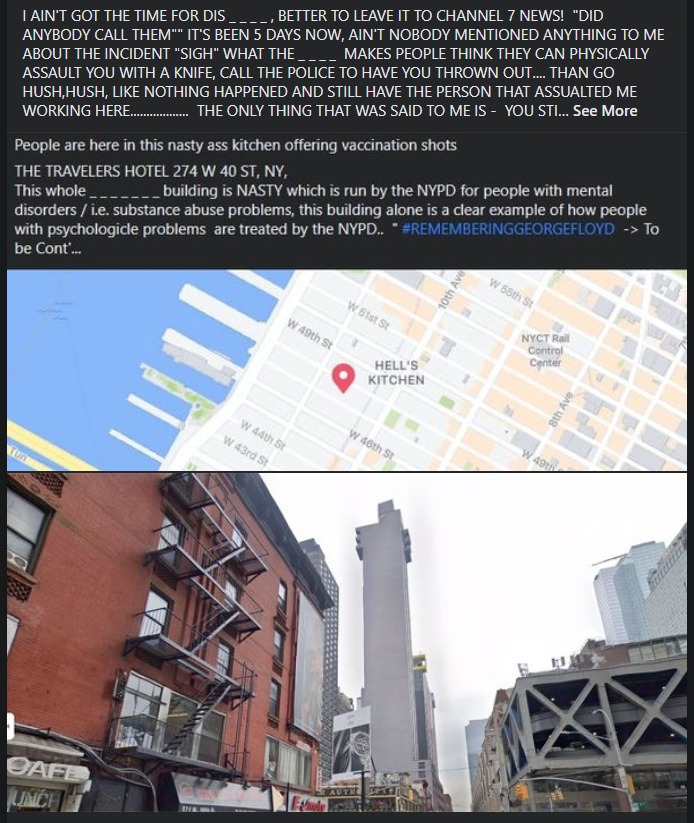 I AIN'T GOT THE TIME FOR DIS _ _ _ _ , BETTER TO LEAVE IT TO CHANNEL 7 NEWS!  "DID
ANYBODY CALL THEM"" IT'S BEEN 5 DAYS NOW, AIN'T NOBODY MENTIONED ANYTHING TO ME
ABOUT THE INCIDENT "SIGH" WHAT THE _ _ _ _  MAKES PEOPLE THINK THEY CAN PHYSICALLY
ASSAULT YOU WITH A KNIFE, CALL THE POLICE TO HAVE YOU THROWN OUT.... THAN GO
HUSH,HUSH, LIKE NOTHING HAPPENED AND STILL HAVE THE PERSON THAT ASSUALTED ME
WORKING HERE..................  THE ONLY THING THAT WAS SAID TO ME IS -  YOU STI... See More
People are here in this nasty ass kitchen offering vaccination shots
THE TRAVELERS HOTEL 274 W 40 ST, NY,
This whole _ _ _ _ _ _ _ building is NASTY which is run by the NYPD for people with mental
disorders / i.e. substance abuse problems, this building alone is a clear example of how people
with psychologicle problems  are treated by the NYPD..  " #REMEMBERINGGEORGEFLOYD  -> To
be Cont'...
W 55th St
10th Ave
W 51st St
W 49th St
NYCT Rail
Control
Center
HELL'S
KITCHEN
8th Ave
W 44th St
W 46th St
W 43rd St
W 49th
Tun
CAFE